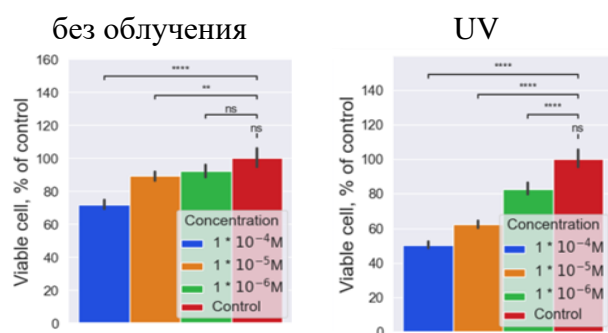 без облучения
UV
Viable cell, % of control
160
140
120
100
80
60
40
20
0
****
**
ns
ns
Concentration
1 * 10⁻⁴M
1 * 10⁻⁵M
1 * 10⁻⁶M
Control
Viable cell, % of control
140
120
100
80
60
40
20
0
****
****
****
ns
Concentration
1 * 10⁻⁴M
1 * 10⁻⁵M
1 * 10⁻⁶M
Control